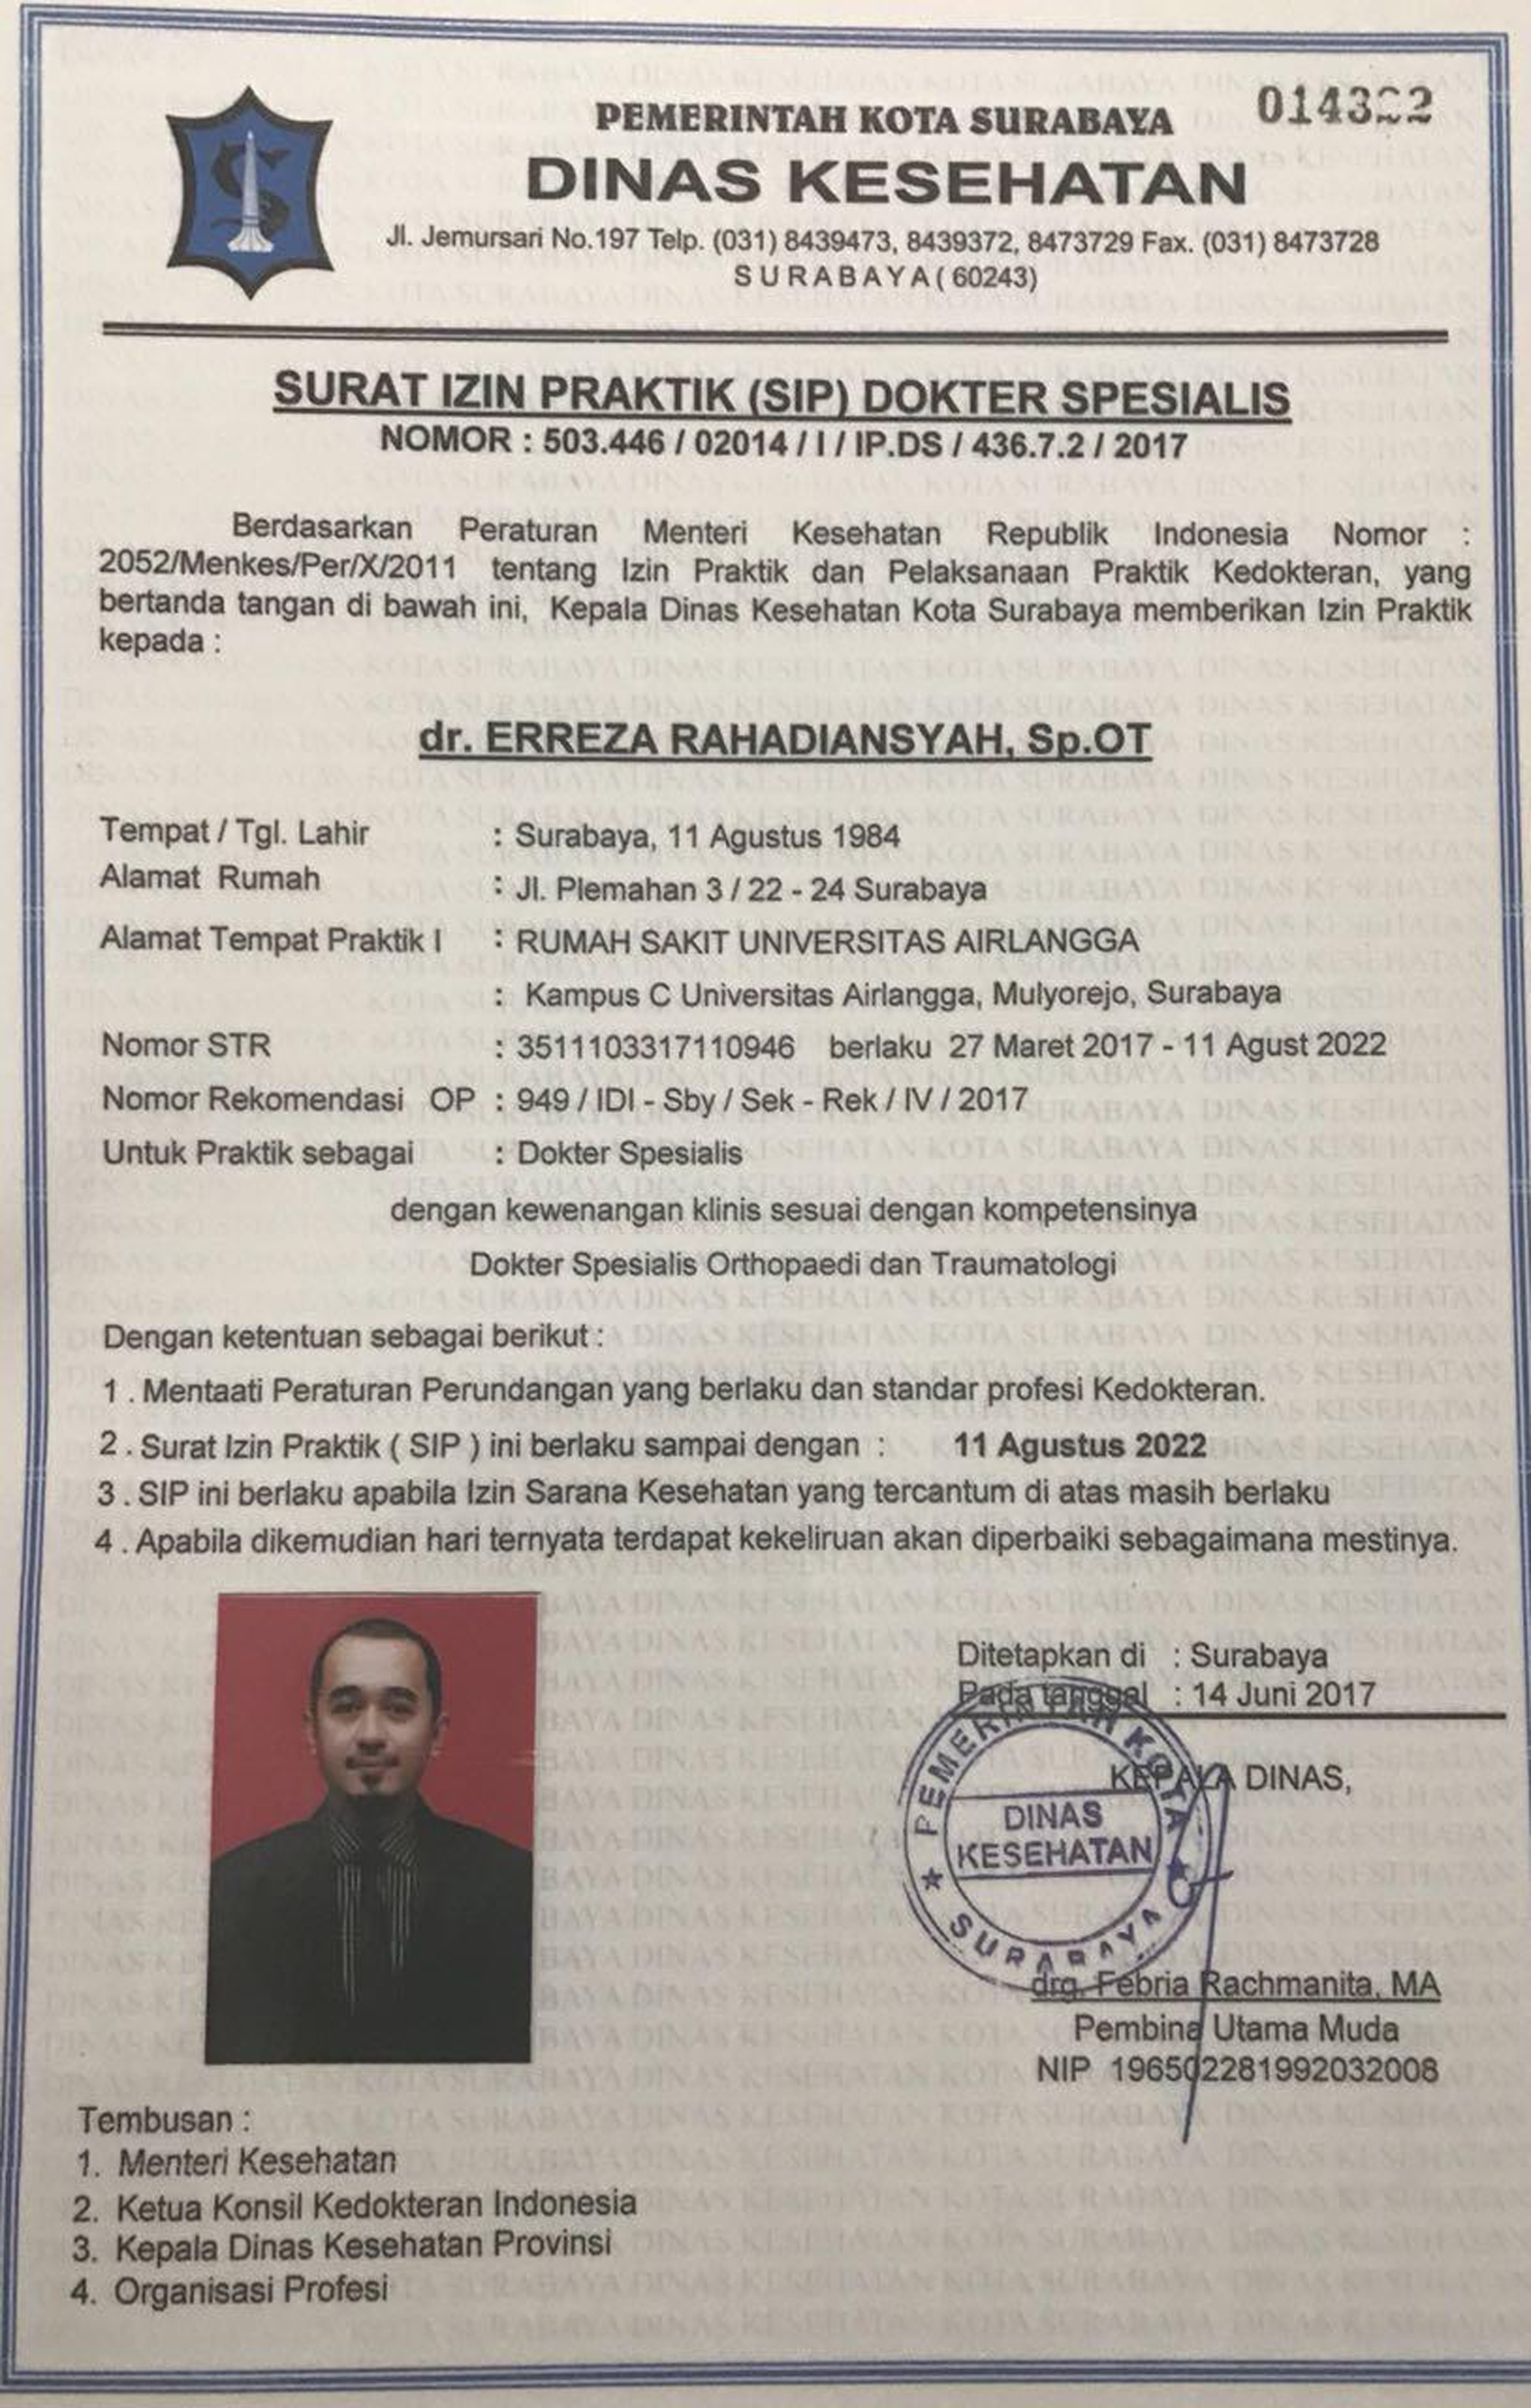 014322
PEMERINTAH KOTA SURABAYA
DINAS KESEHATAN
Jl. Jemursari No.197 Telp. (031) 8439473, 8439372, 8473729 Fax. (031) 8473728
SURABAYA ( 60243)
SURAT IZIN PRAKTIK (SIP) DOKTER SPESIALIS
NOMOR : 503.446 / 02014 / I / IP.DS / 436.7.2 / 2017
Berdasarkan Peraturan Menteri Kesehatan Republik Indonesia Nomor :
2052/Menkes/Per/X/2011 tentang Izin Praktik dan Pelaksanaan Praktik Kedokteran, yang
bertanda tangan di bawah ini, Kepala Dinas Kesehatan Kota Surabaya memberikan Izin Praktik
kepada :
dr. ERREZA RAHADIANSYAH, Sp.OT
Tempat / Tgl. Lahir : Surabaya, 11 Agustus 1984
Alamat Rumah : Jl. Plemahan 3 / 22 - 24 Surabaya
Alamat Tempat Praktik I : RUMAH SAKIT UNIVERSITAS AIRLANGGA
: Kampus C Universitas Airlangga, Mulyorejo, Surabaya
Nomor STR : 3511103317110946 berlaku 27 Maret 2017 - 11 Agust 2022
Nomor Rekomendasi OP : 949 / IDI - Sby / Sek - Rek / IV / 2017
Untuk Praktik sebagai : Dokter Spesialis
dengan kewenangan klinis sesuai dengan kompetensinya
Dokter Spesialis Orthopaedi dan Traumatologi
Dengan ketentuan sebagai berikut :
1 . Mentaati Peraturan Perundangan yang berlaku dan standar profesi Kedokteran.
2 . Surat Izin Praktik ( SIP ) ini berlaku sampai dengan : 11 Agustus 2022
3 . SIP ini berlaku apabila Izin Sarana Kesehatan yang tercantum di atas masih berlaku
4 . Apabila dikemudian hari ternyata terdapat kekeliruan akan diperbaiki sebagaimana mestinya.
Ditetapkan di : Surabaya
Pada tanggal : 14 Juni 2017
KEPALA DINAS,
PEMERINTAH KOTA
DINAS
KESEHATAN
SURABAYA
drg. Febria Rachmanita, MA
Pembina Utama Muda
NIP 196502281992032008
Tembusan :
1. Menteri Kesehatan
2. Ketua Konsil Kedokteran Indonesia
3. Kepala Dinas Kesehatan Provinsi
4. Organisasi Profesi